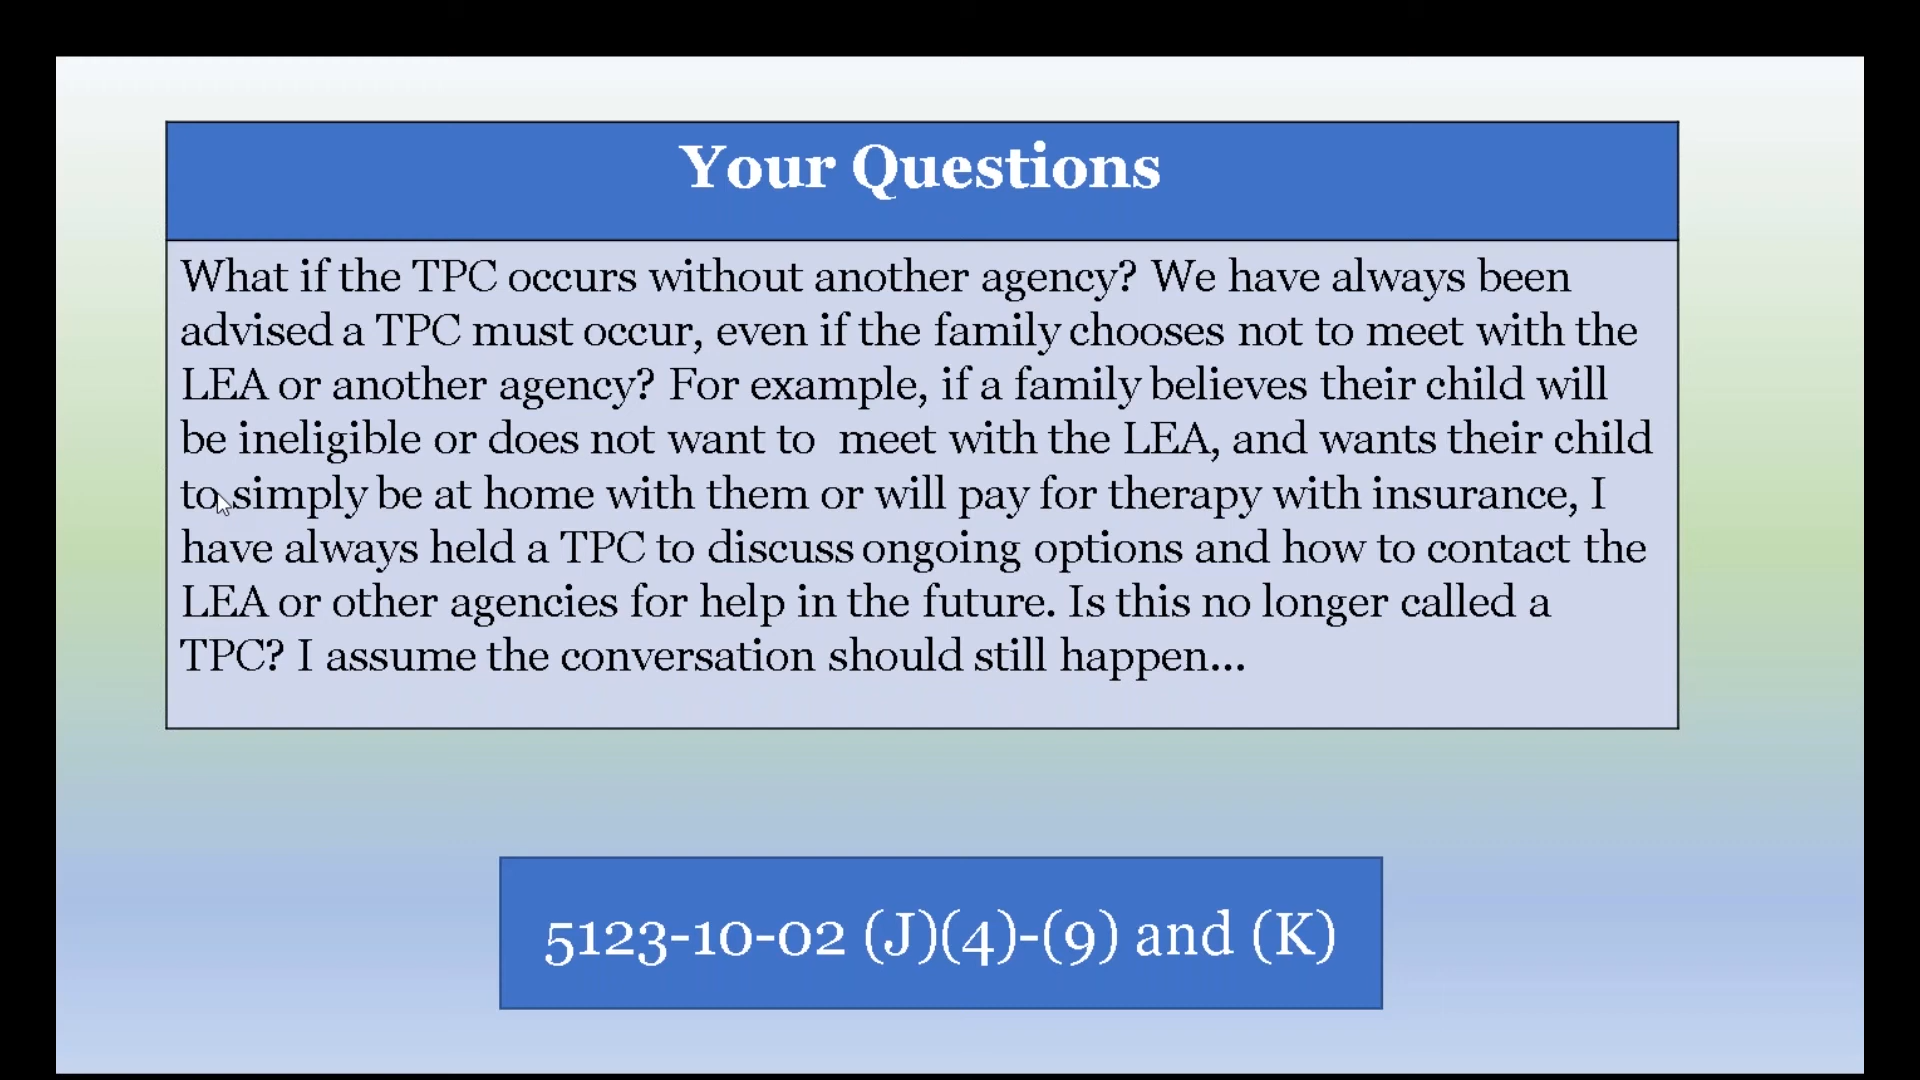 Your Questions
What if the TPC occurs without another agency? We have always been
advised a TPC must occur, even if the family chooses not to meet with the
LEA or another agency? For example, if a family believes their child will
be ineligible or does not want to  meet with the LEA, and wants their child
to simply be at home with them or will pay for therapy with insurance, I
have always held a TPC to discuss ongoing options and how to contact the
LEA or other agencies for help in the future. Is this no longer called a
TPC? I assume the conversation should still happen...
5123-10-02 (J)(4)-(9) and (K)